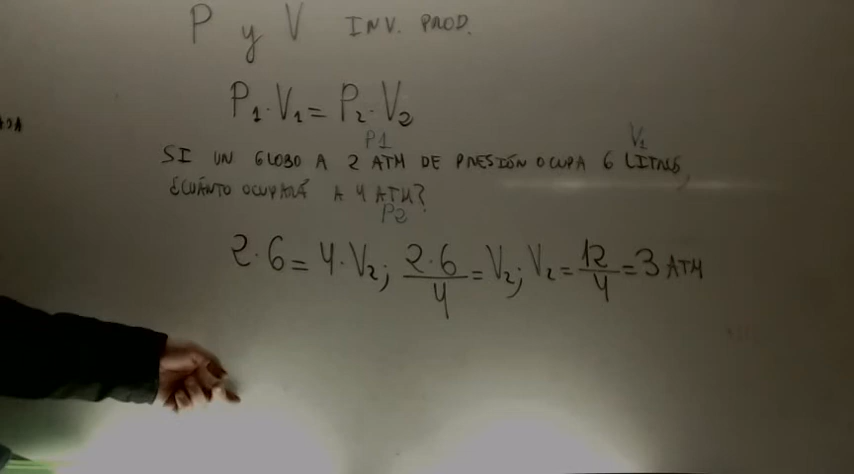 P y V INV. PROD.
P1·V1=P2·V2
P1 V1
SI UN GLOBO A 2 ATM DE PRESIÓN OCUPA 6 LITROS,
¿CUÁNTO OCUPARÁ A 4 ATM?
P2
2·6=4·V2; 2·6/4=V2; V2=12/4=3 ATM